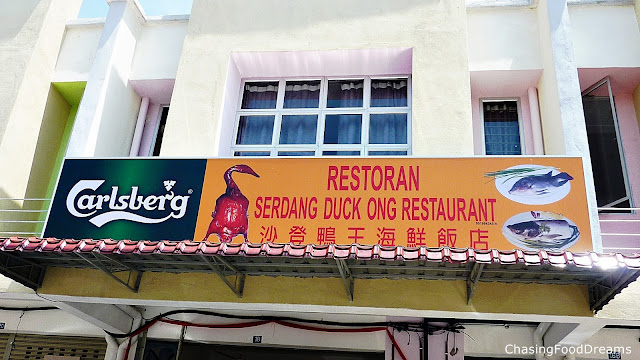 Carlsberg
RESTORAN
SERDANG DUCK ONG RESTAURANT
沙登鴨王海鮮飯店
ChasingFoodDreams